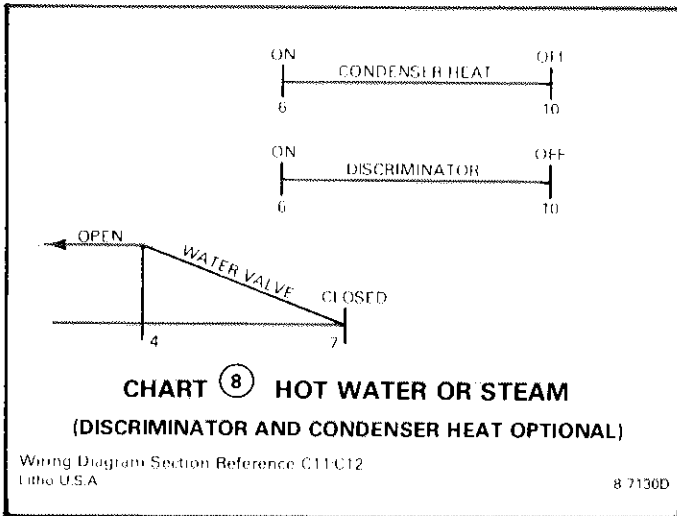 ON OFF
CONDENSER HEAT
6 10
ON OFF
DISCRIMINATOR
6 10
OPEN
WATER VALVE
CLOSED
4 7
CHART 8 HOT WATER OR STEAM
(DISCRIMINATOR AND CONDENSER HEAT OPTIONAL)
Wiring Diagram Section Reference C11-C12
Litho U.S.A 8 7130D